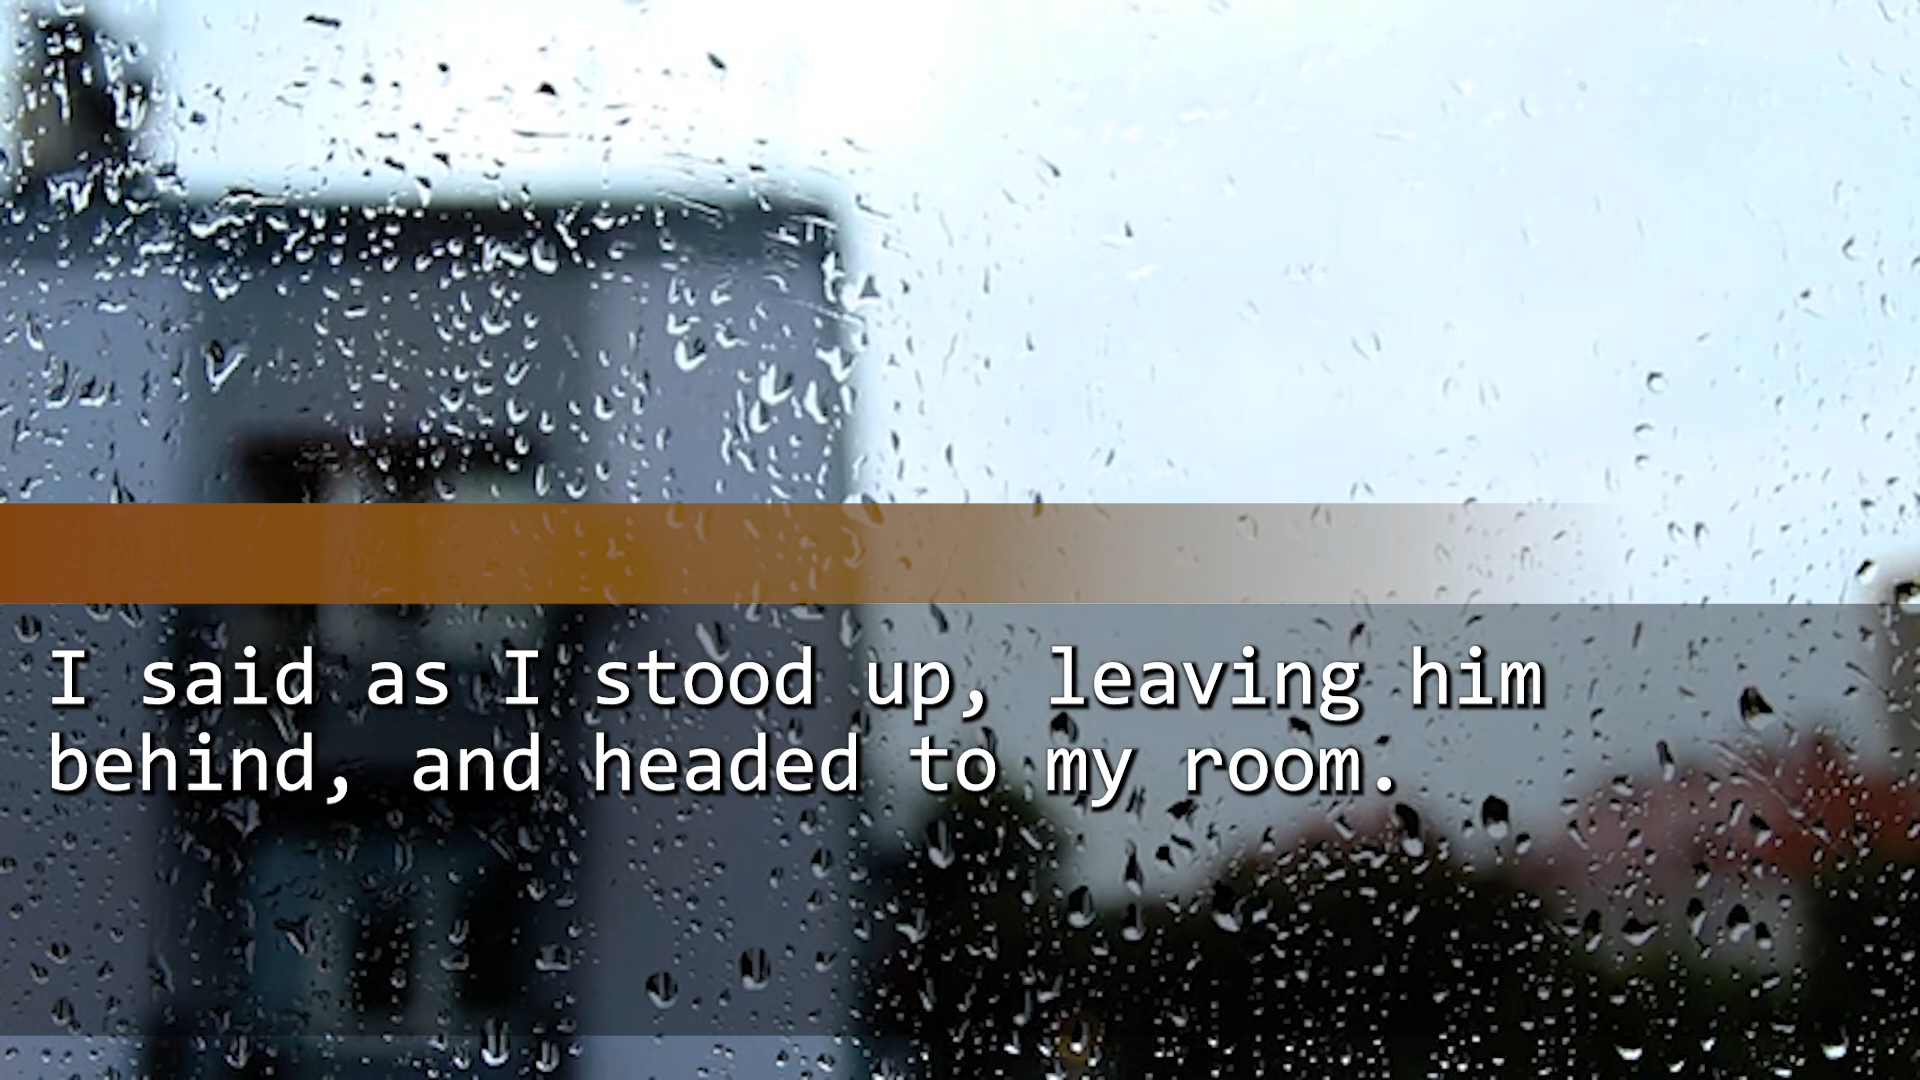 I said as I stood up, leaving him
behind, and headed to my room.